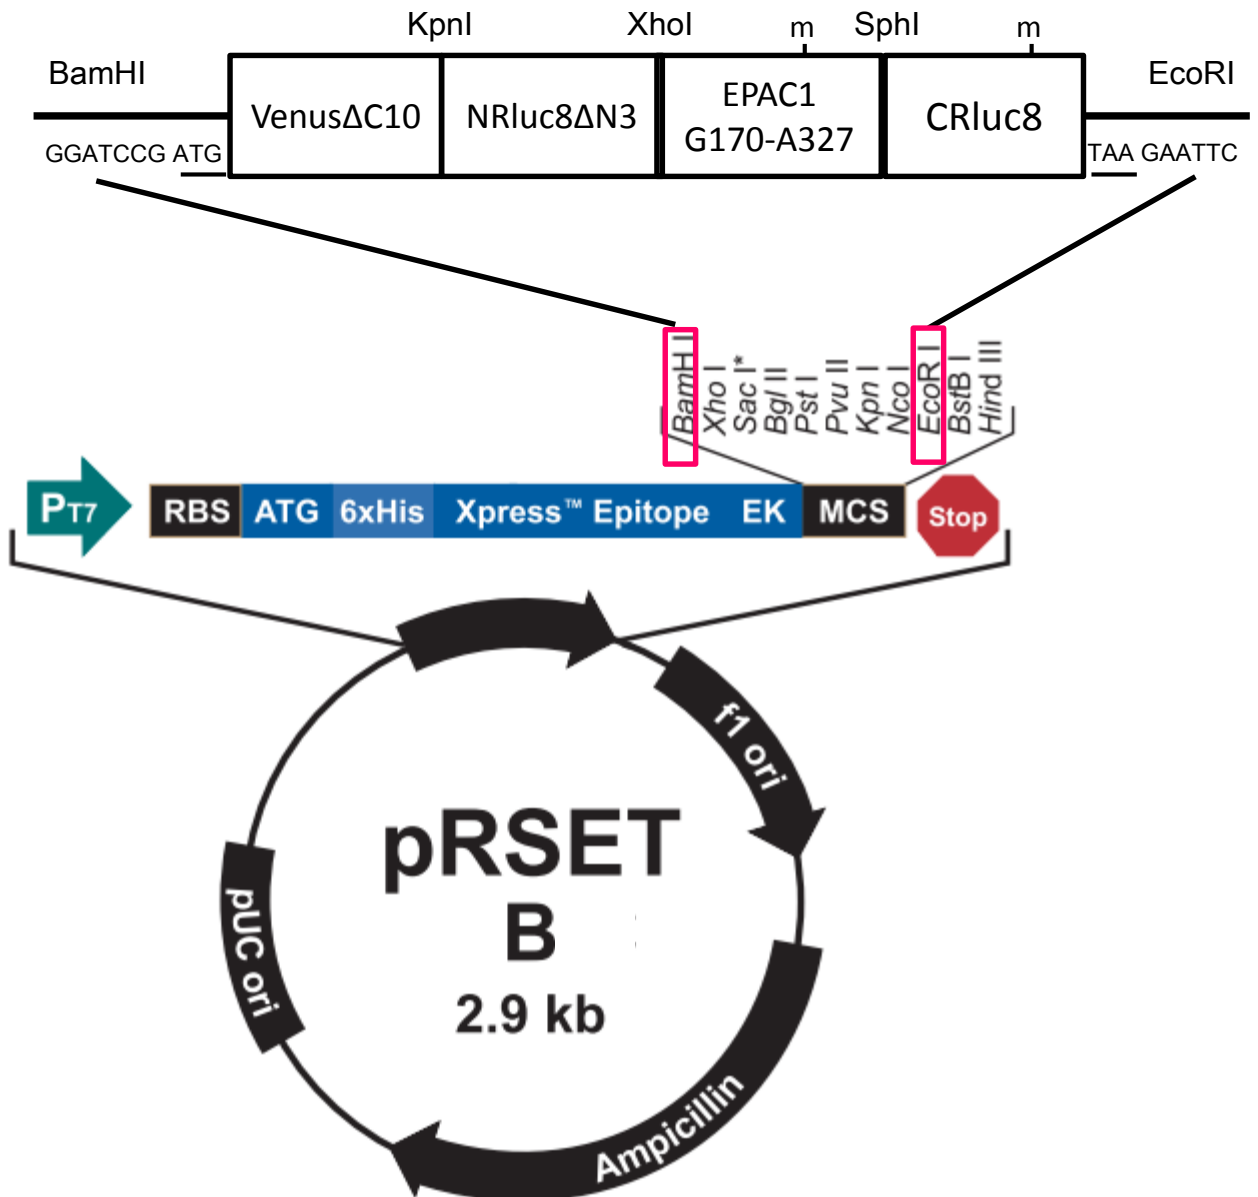 KpnI XhoI m SphI m
BamHI EcoRI
VenusΔC10 NRluc8ΔN3 EPAC1 CRluc8
G170-A327
GGATCCG ATG TAA GAATTC
BamH I
Xho I
Sac I*
Bgl II
Pst I
Pvu II
Kpn I
Nco I
EcoR I
BstB I
Hind III
PT7 RBS ATG 6xHis Xpress™ Epitope EK MCS Stop
f1 ori
pRSET
B
2.9 kb
pUC ori
Ampicillin